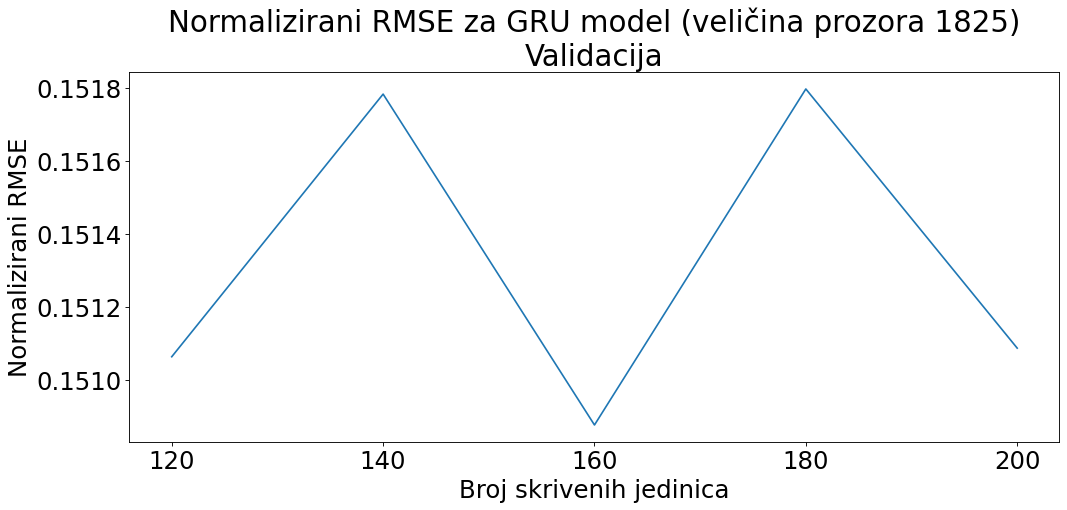 Normalizirani RMSE za GRU model (veličina prozora 1825)
Validacija
Normalizirani RMSE
0.1518
0.1516
0.1514
0.1512
0.1510
120 140 160 180 200
Broj skrivenih jedinica